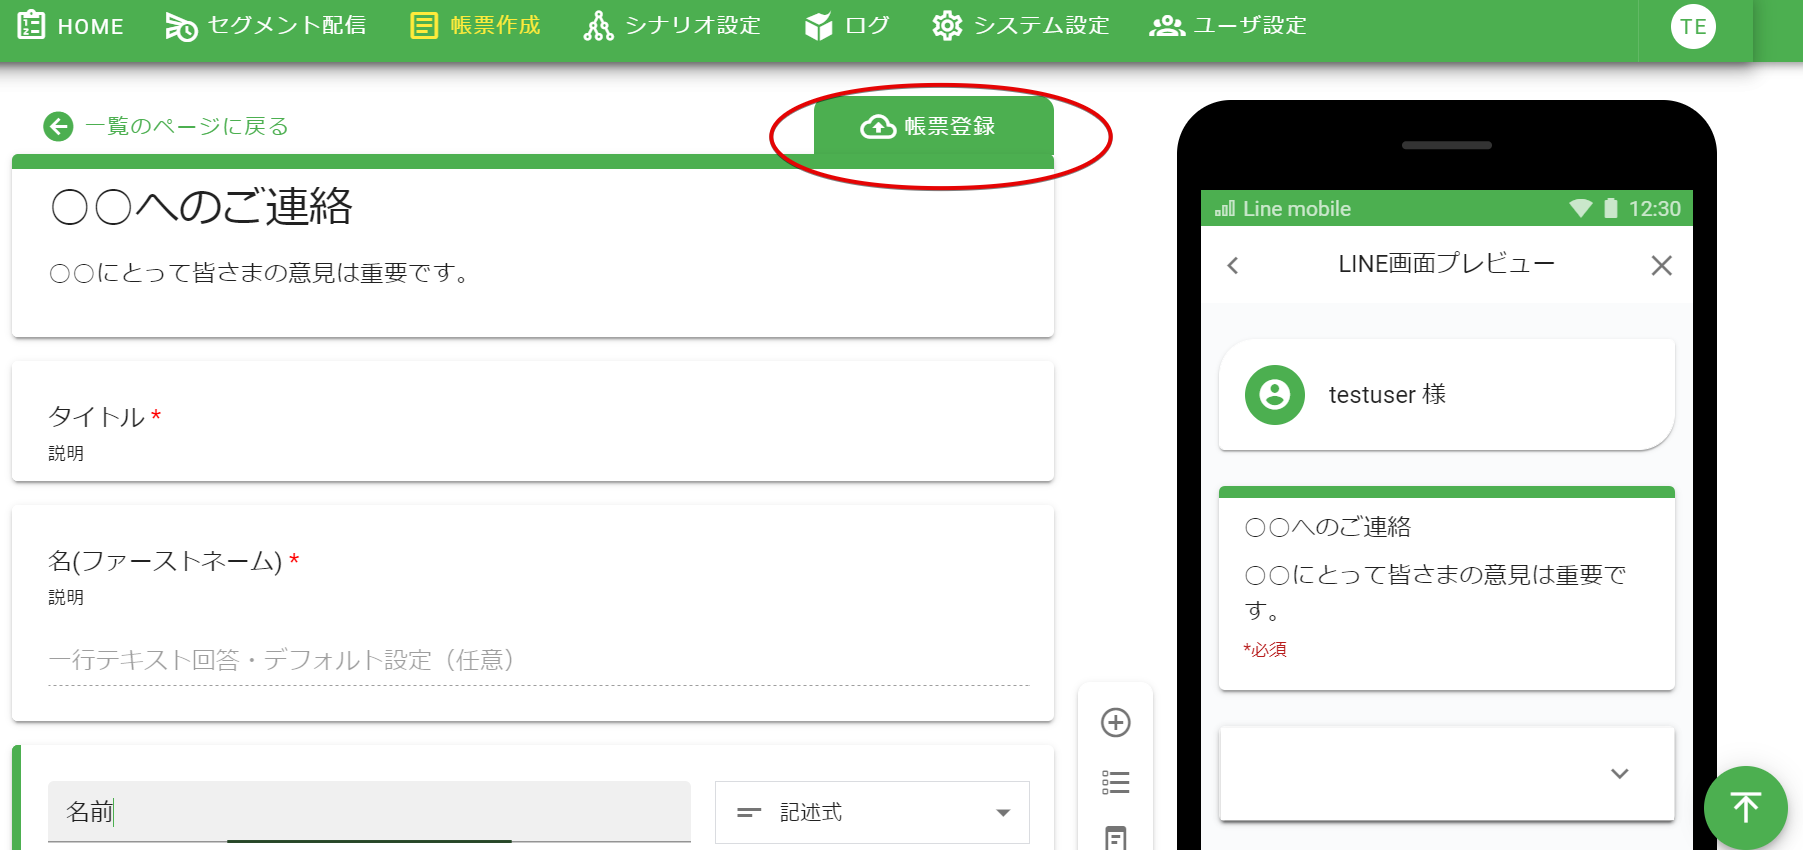 HOME セグメント配信 帳票作成 シナリオ設定 ログ システム設定 ユーザ設定 TE
一覧のページに戻る
帳票登録
○○へのご連絡
○○にとって皆さまの意見は重要です。
タイトル *
説明
名(ファーストネーム) *
説明
一行テキスト回答・デフォルト設定（任意）
名前
記述式
Line mobile 12:30
LINE画面プレビュー
testuser 様
○○へのご連絡
○○にとって皆さまの意見は重要で
す。
*必須